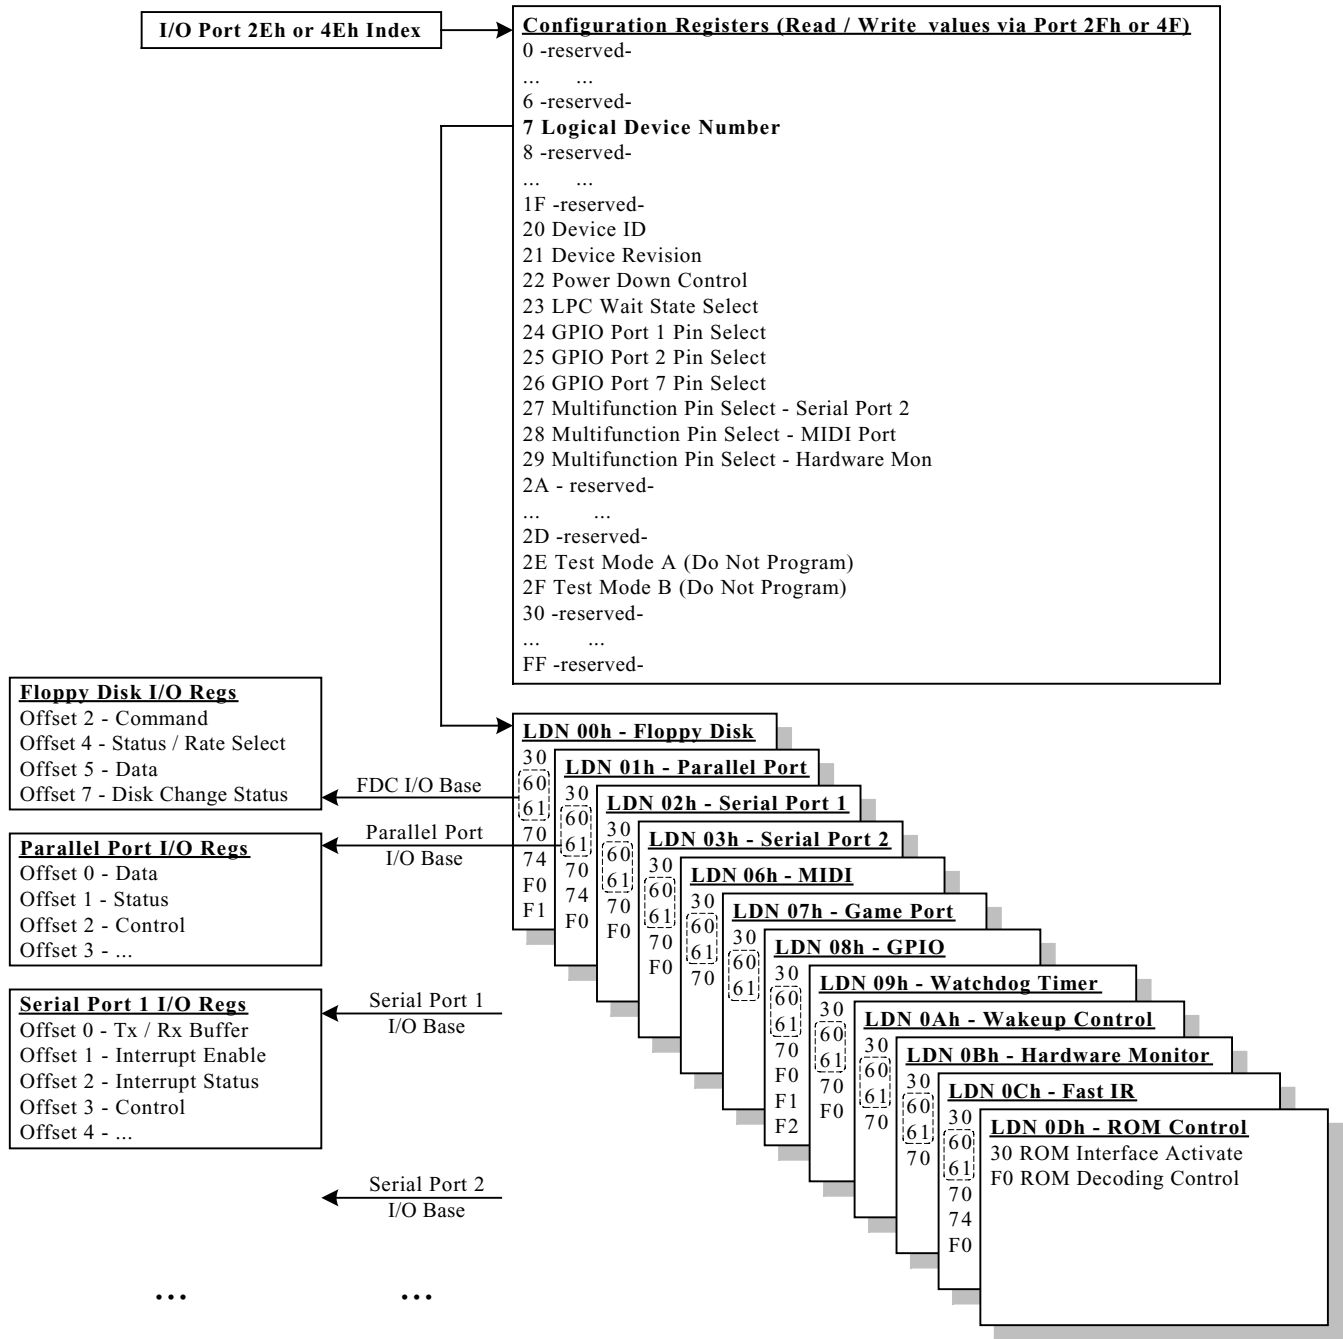 I/O Port 2Eh or 4Eh Index
Configuration Registers (Read / Write values via Port 2Fh or 4F)
0 -reserved-
... ...
6 -reserved-
7 Logical Device Number
8 -reserved-
... ...
1F -reserved-
20 Device ID
21 Device Revision
22 Power Down Control
23 LPC Wait State Select
24 GPIO Port 1 Pin Select
25 GPIO Port 2 Pin Select
26 GPIO Port 7 Pin Select
27 Multifunction Pin Select - Serial Port 2
28 Multifunction Pin Select - MIDI Port
29 Multifunction Pin Select - Hardware Mon
2A - reserved-
... ...
2D -reserved-
2E Test Mode A (Do Not Program)
2F Test Mode B (Do Not Program)
30 -reserved-
... ...
FF -reserved-
Floppy Disk I/O Regs
Offset 2 - Command
Offset 4 - Status / Rate Select
Offset 5 - Data
Offset 7 - Disk Change Status
FDC I/O Base
Parallel Port I/O Regs
Offset 0 - Data
Offset 1 - Status
Offset 2 - Control
Offset 3 - ...
Parallel Port
I/O Base
Serial Port 1 I/O Regs
Offset 0 - Tx / Rx Buffer
Offset 1 - Interrupt Enable
Offset 2 - Interrupt Status
Offset 3 - Control
Offset 4 - ...
Serial Port 1
I/O Base
Serial Port 2
I/O Base
... ...
LDN 00h - Floppy Disk
30
60
61
70
74
F0
F1
LDN 01h - Parallel Port
30
60
61
70
74
F0
LDN 02h - Serial Port 1
30
60
61
70
F0
LDN 03h - Serial Port 2
30
60
61
70
F0
LDN 06h - MIDI
30
60
61
70
LDN 07h - Game Port
30
60
61
LDN 08h - GPIO
30
60
61
70
F0
F1
F2
LDN 09h - Watchdog Timer
30
60
61
70
F0
LDN 0Ah - Wakeup Control
30
60
61
70
LDN 0Bh - Hardware Monitor
30
60
61
70
LDN 0Ch - Fast IR
30
60
61
70
74
F0
LDN 0Dh - ROM Control
30 ROM Interface Activate
F0 ROM Decoding Control